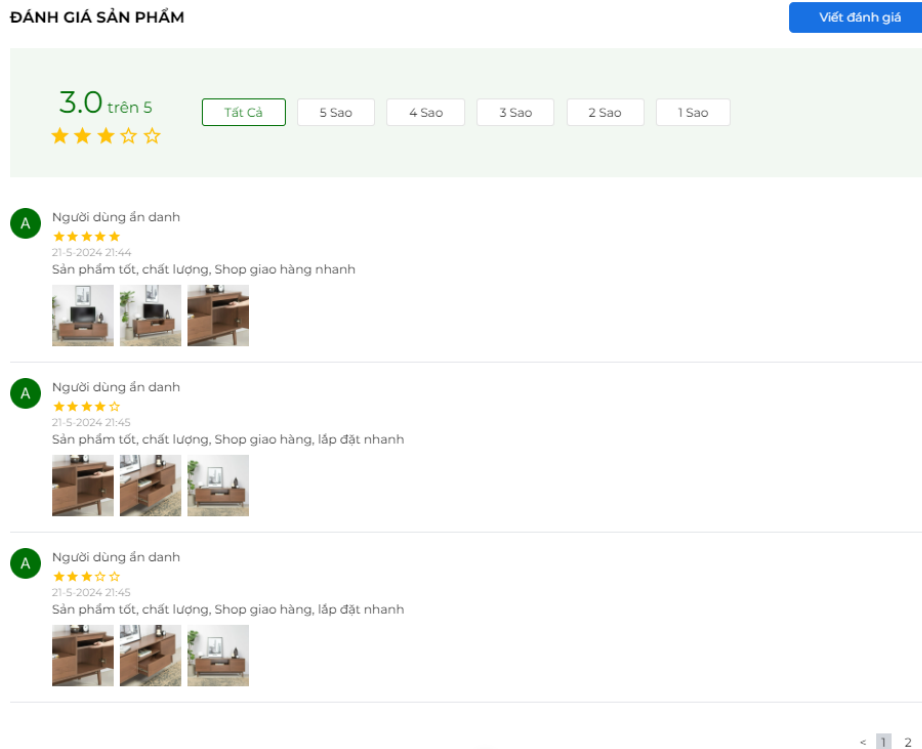 ĐÁNH GIÁ SẢN PHẨM
Viết đánh giá
3.0 trên 5
Tất Cả
5 Sao
4 Sao
3 Sao
2 Sao
1 Sao
A
Người dùng ẩn danh
21-5-2024 21:44
Sản phẩm tốt, chất lượng, Shop giao hàng nhanh
A
Người dùng ẩn danh
21-5-2024 21:45
Sản phẩm tốt, chất lượng, Shop giao hàng, lắp đặt nhanh
A
Người dùng ẩn danh
21-5-2024 21:45
Sản phẩm tốt, chất lượng, Shop giao hàng, lắp đặt nhanh
< 1 2